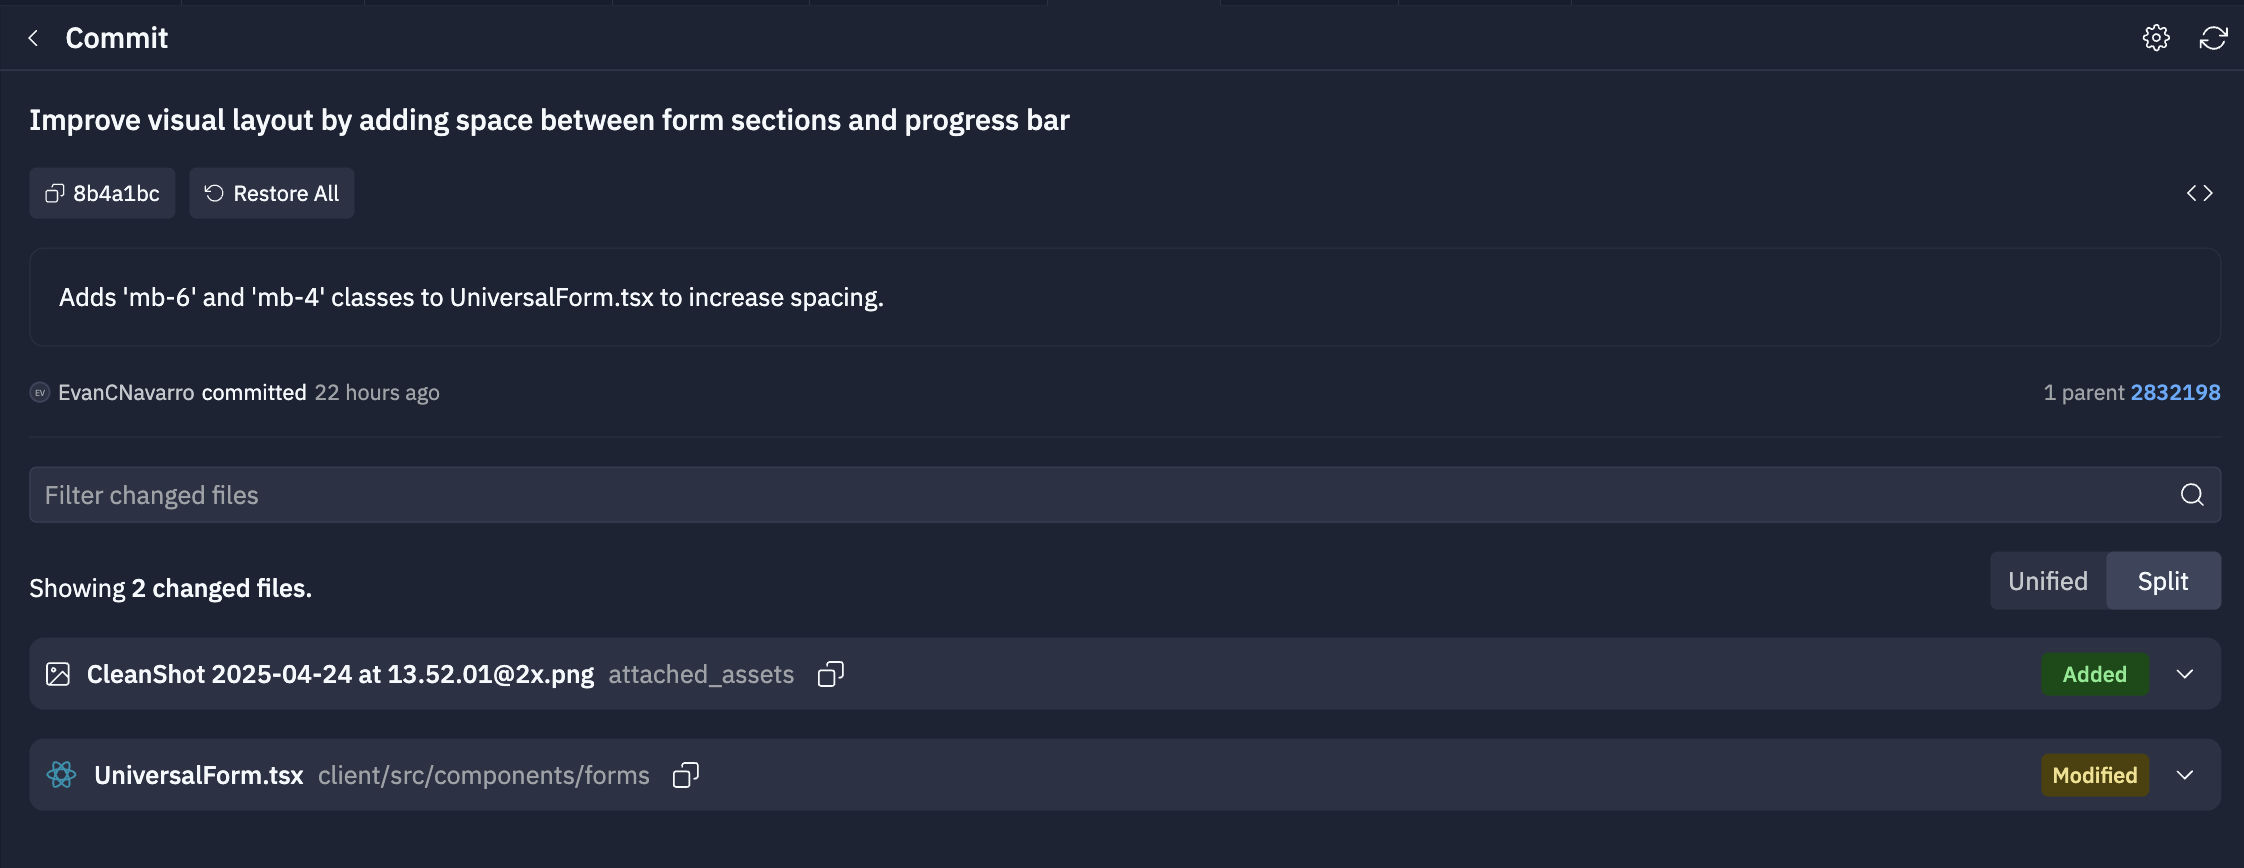 Commit
Improve visual layout by adding space between form sections and progress bar
8b4a1bc Restore All
Adds 'mb-6' and 'mb-4' classes to UniversalForm.tsx to increase spacing.
EV EvanCNavarro committed 22 hours ago 1 parent 2832198
Filter changed files
Showing 2 changed files. Unified Split
CleanShot 2025-04-24 at 13.52.01@2x.png attached_assets Added
UniversalForm.tsx client/src/components/forms Modified